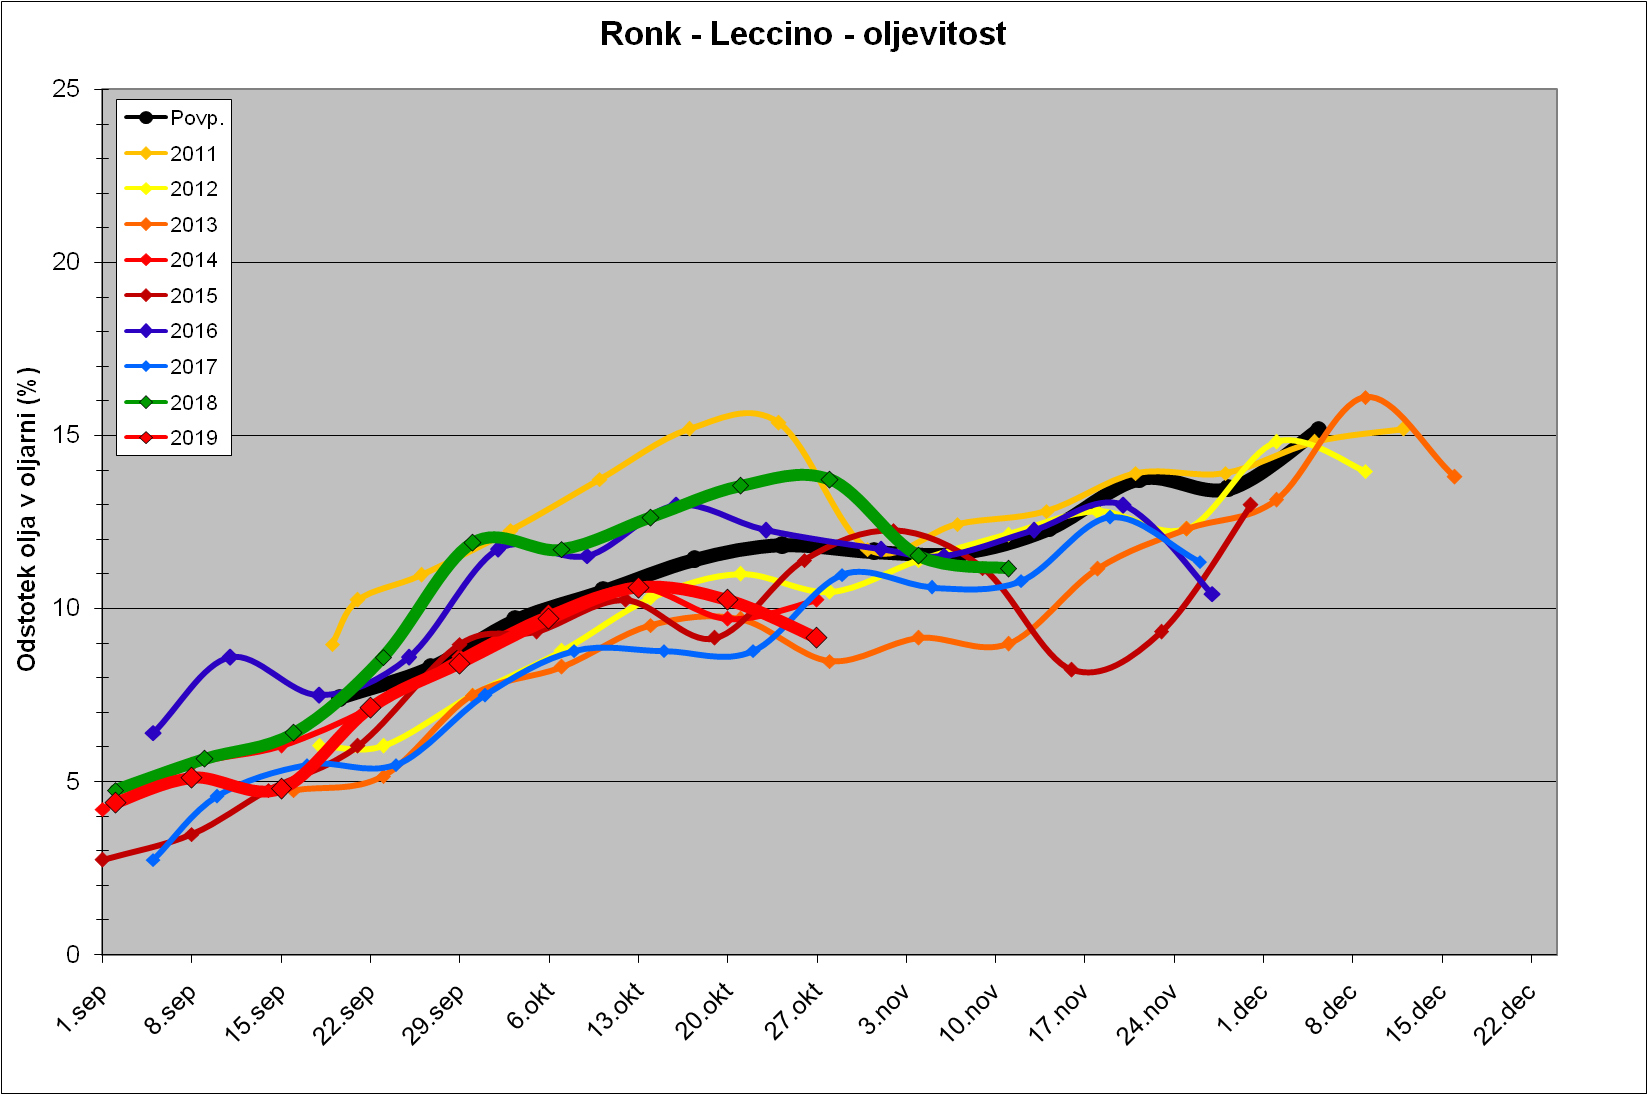 Ronk - Leccino - oljevitost
Odstotek olja v oljarni (%)
25
20
15
10
5
0
Povp.
2011
2012
2013
2014
2015
2016
2017
2018
2019
1.sep
8.sep
15.sep
22.sep
29.sep
6.okt
13.okt
20.okt
27.okt
3.nov
10.nov
17.nov
24.nov
1.dec
8.dec
15.dec
22.dec